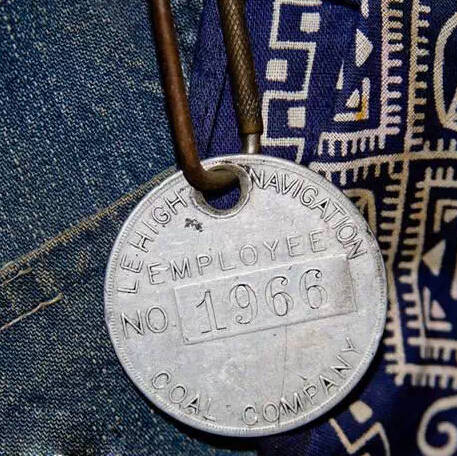 LEHIGH NAVIGATION
EMPLOYEE
NO 1966
COAL COMPANY